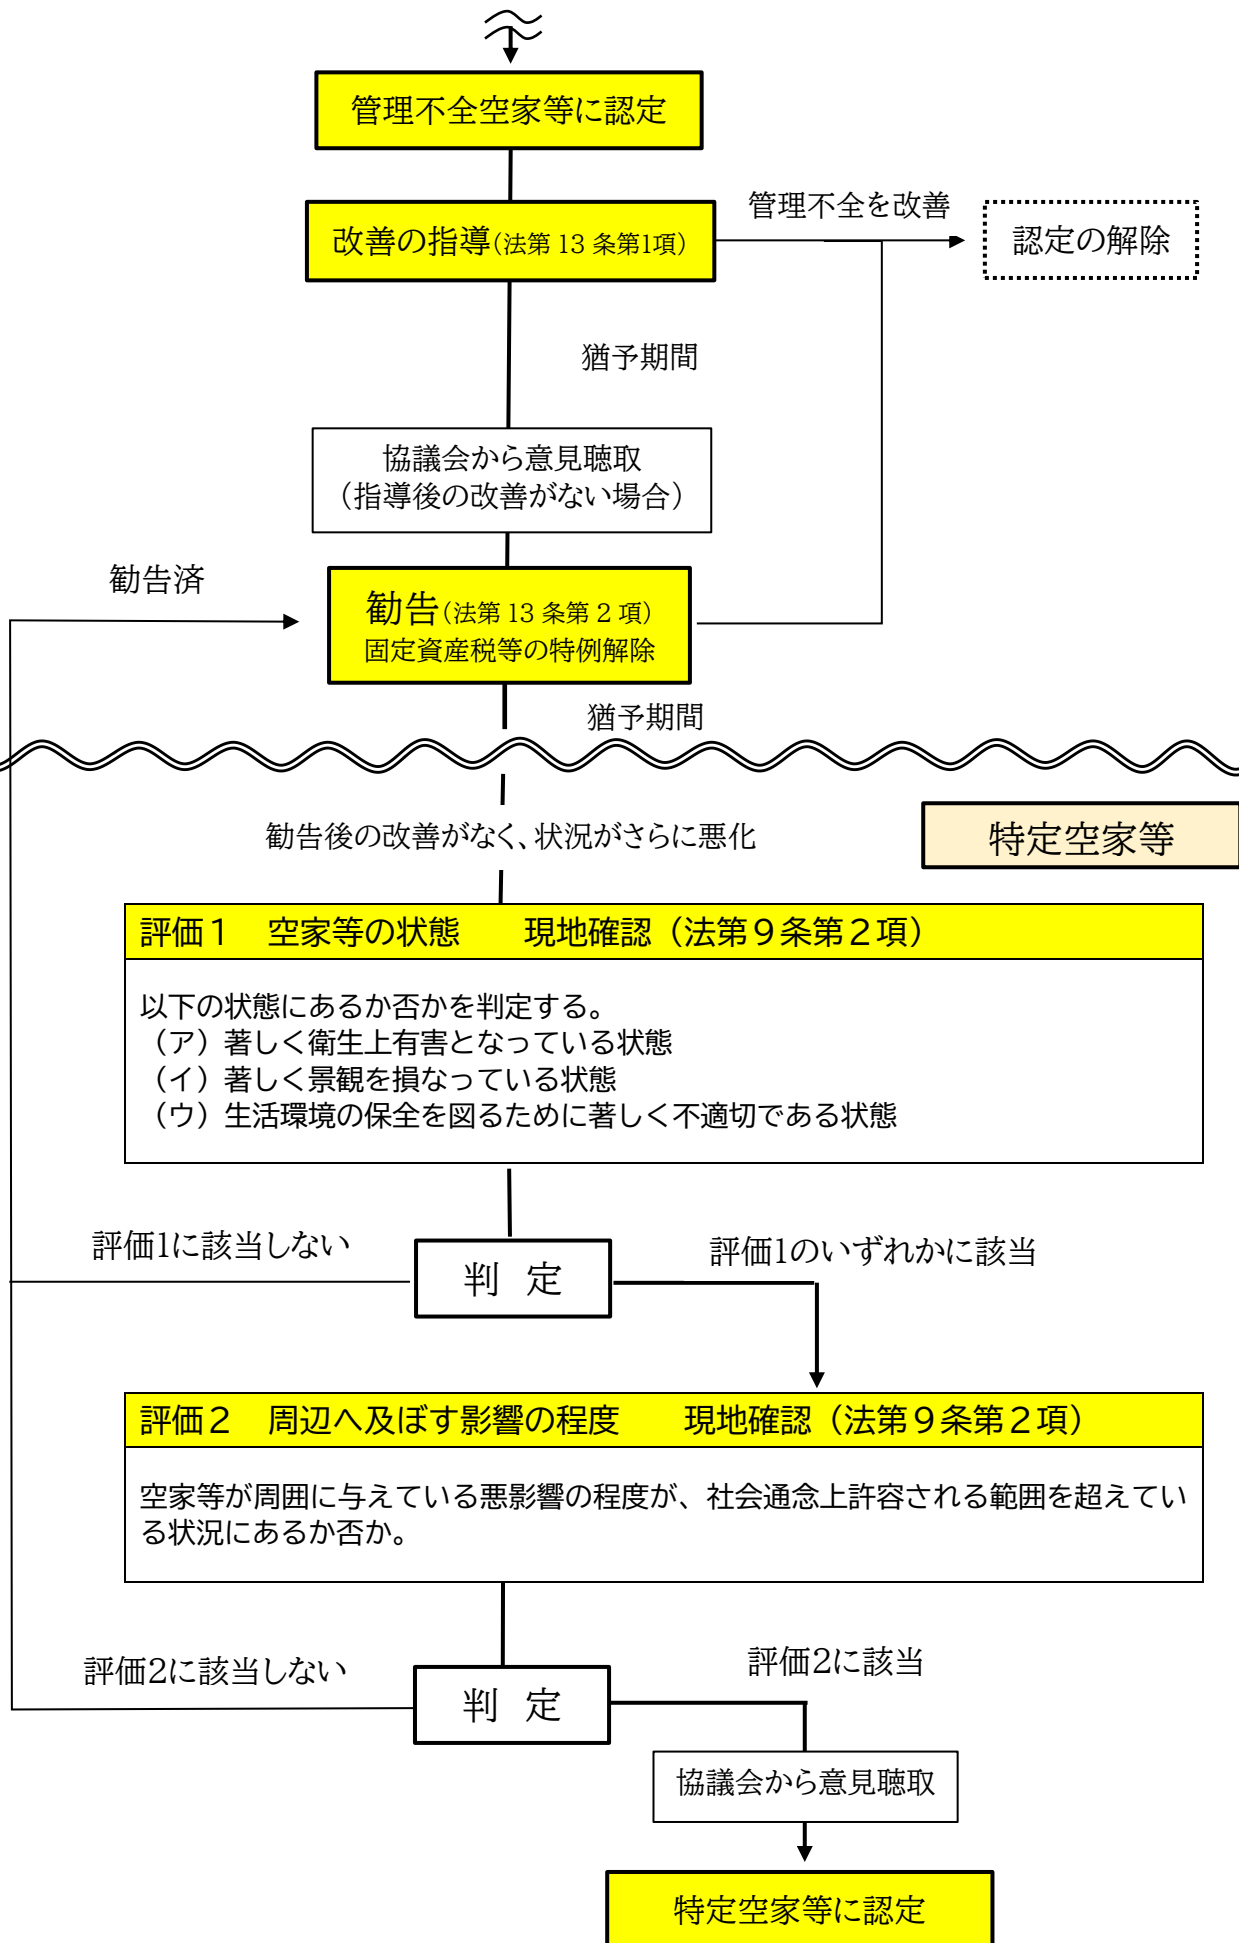 管理不全空家等に認定
管理不全を改善
改善の指導(法第 13 条第1項)
認定の解除
猶予期間
協議会から意見聴取
（指導後の改善がない場合）
勧告済
勧告(法第 13 条第 2 項)
固定資産税等の特例解除
猶予期間
勧告後の改善がなく、状況がさらに悪化
特定空家等
評価１　空家等の状態　　現地確認（法第９条第２項）
以下の状態にあるか否かを判定する。
（ア）著しく衛生上有害となっている状態
（イ）著しく景観を損なっている状態
（ウ）生活環境の保全を図るために著しく不適切である状態
評価1に該当しない
評価1のいずれかに該当
判　定
評価２　周辺へ及ぼす影響の程度　　現地確認（法第９条第２項）
空家等が周囲に与えている悪影響の程度が、社会通念上許容される範囲を超えてい
る状況にあるか否か。
評価2に該当しない
評価2に該当
判　定
協議会から意見聴取
特定空家等に認定